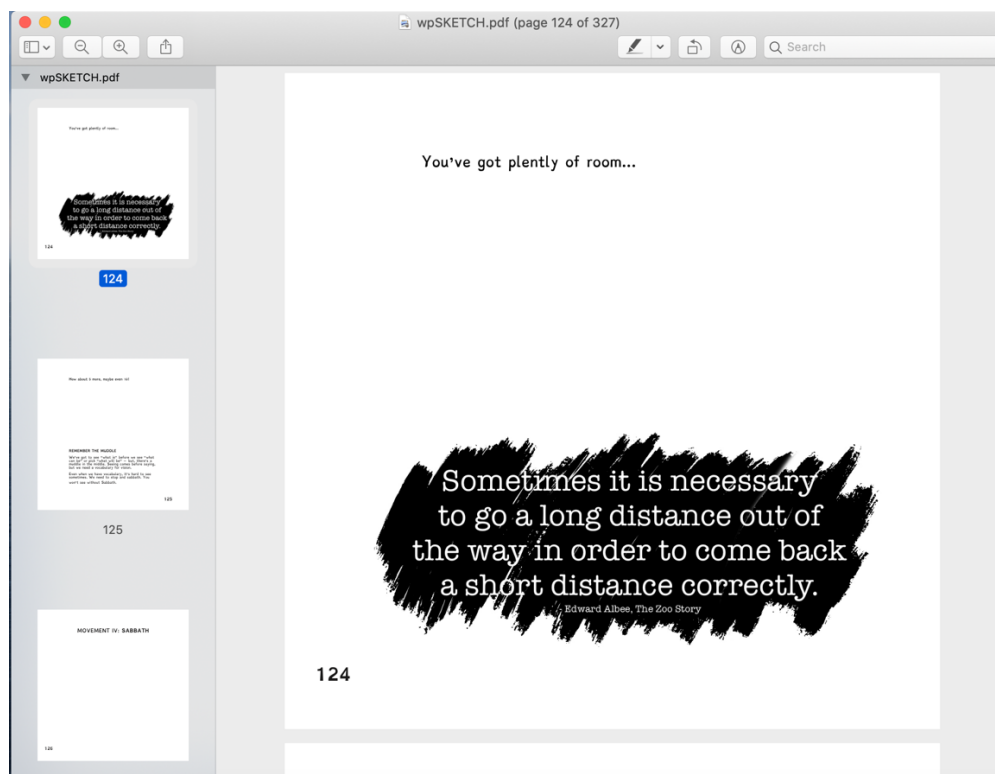 wpSKETCH.pdf (page 124 of 327)
Search
wpSKETCH.pdf
You've got plently of room...
Sometimes it is necessary
to go a long distance out of
the way in order to come back
a short distance correctly.
124
124
How about 3 more, maybe even 10?
REMEMBER THE MUDDLE
125
125
MOVEMENT IV: SABBATH
126
You've got plently of room...
Sometimes it is necessary
to go a long distance out of
the way in order to come back
a short distance correctly.
Edward Albee, The Zoo Story
124